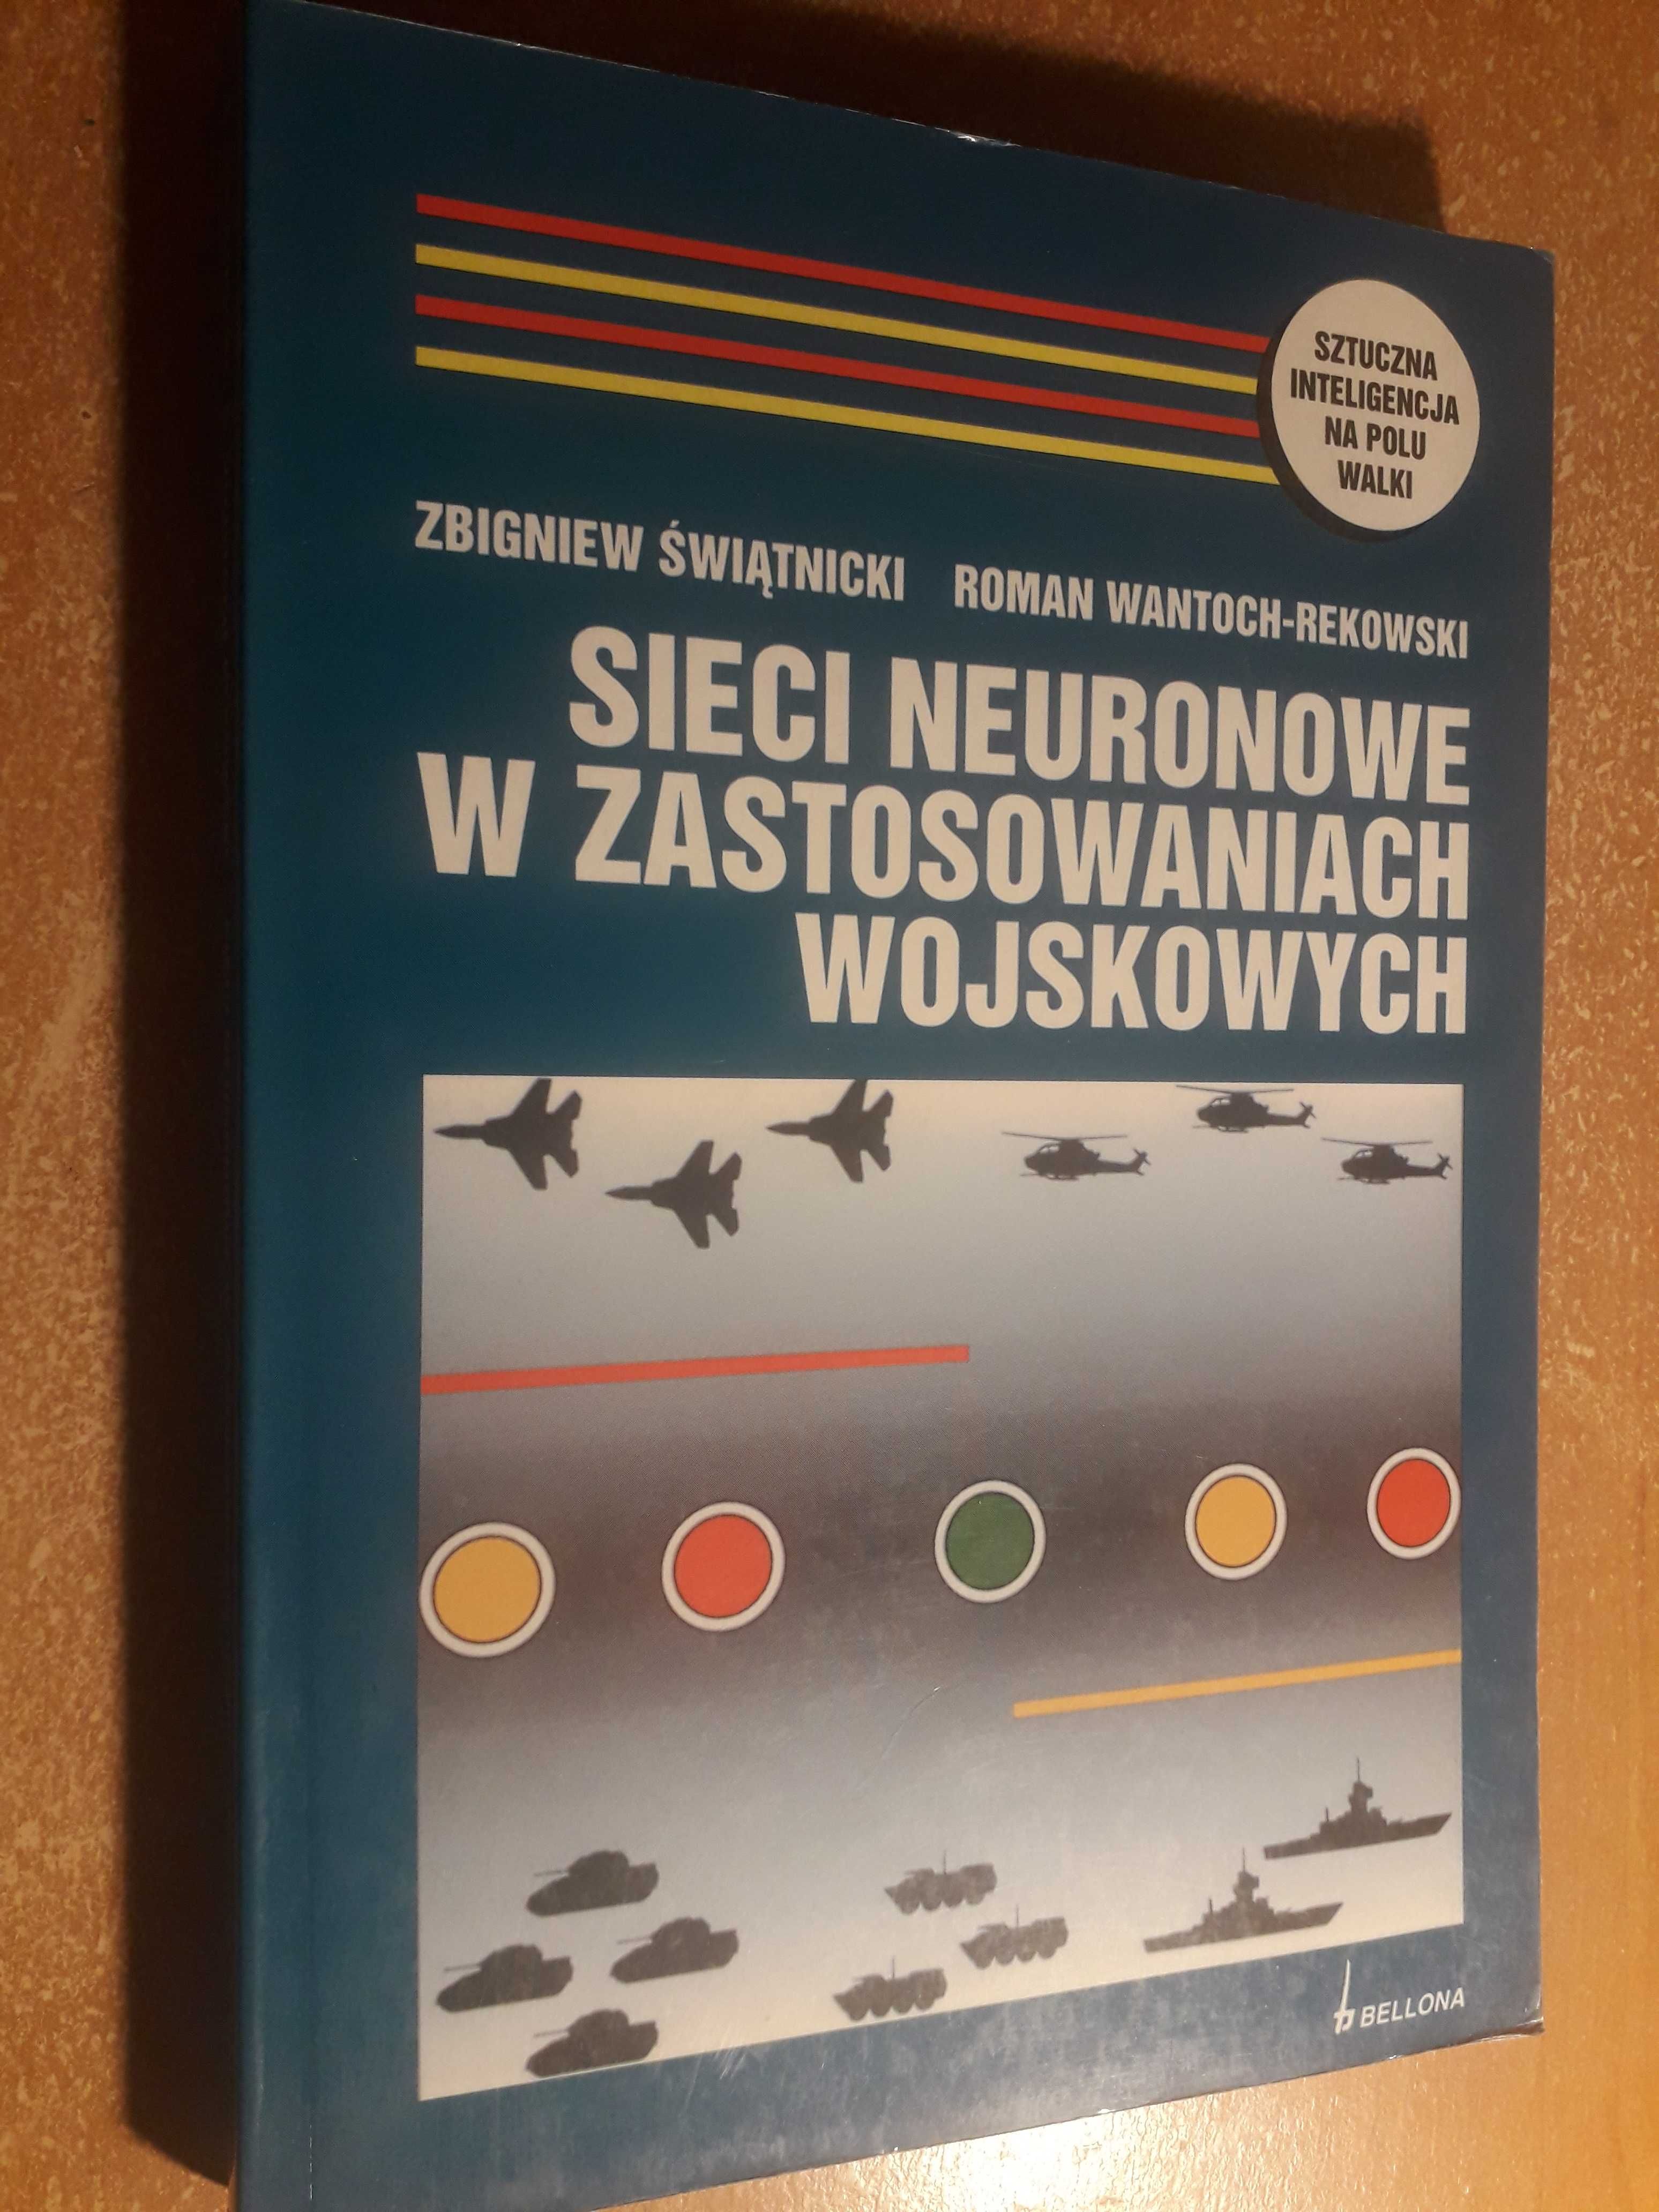 SZTUCZNA
INTELIGENCJA
NA POLU
WALKI
ZBIGNIEW ŚWIĄTNICKI ROMAN WANTOCH-REKOWSKI
SIECI NEURONOWE
W ZASTOSOWANIACH
WOJSKOWYCH
BELLONA